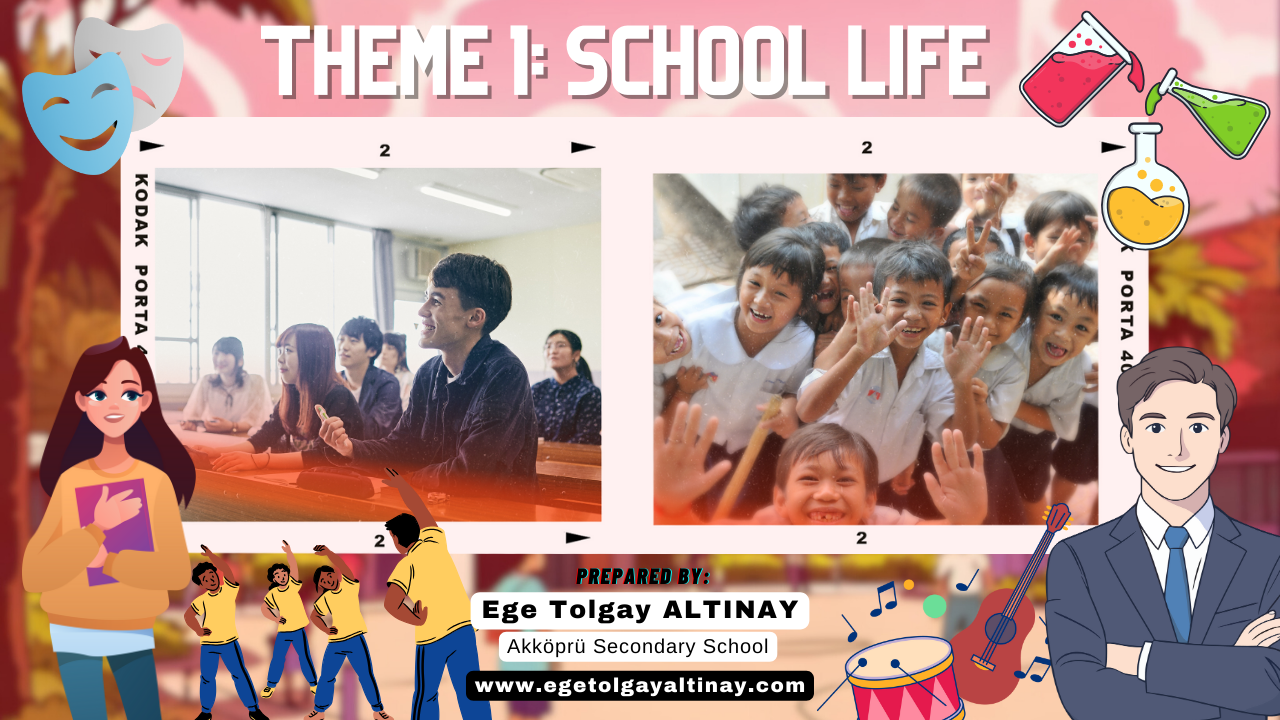 THEME 1: SCHOOL LIFE
2
2
KODAK PORTA
PORTA 40
2
2
PREPARED BY:
Ege Tolgay ALTINAY
Akköprü Secondary School
www.egetolgayaltinay.com